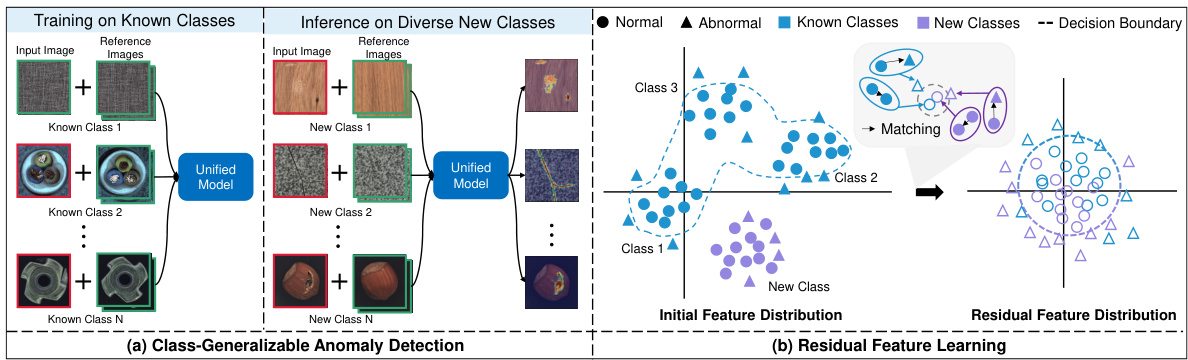 Training on Known Classes
Input Image
Reference
Images
Known Class 1
Known Class 2
Known Class N
Unified
Model
Inference on Diverse New Classes
Input Image
Reference
Images
New Class 1
New Class 2
New Class N
Unified
Model
(a) Class-Generalizable Anomaly Detection
Normal
Abnormal
Known Classes
New Classes
Decision Boundary
Class 3
Class 2
Class 1
New Class
Matching
Initial Feature Distribution
Residual Feature Distribution
(b) Residual Feature Learning